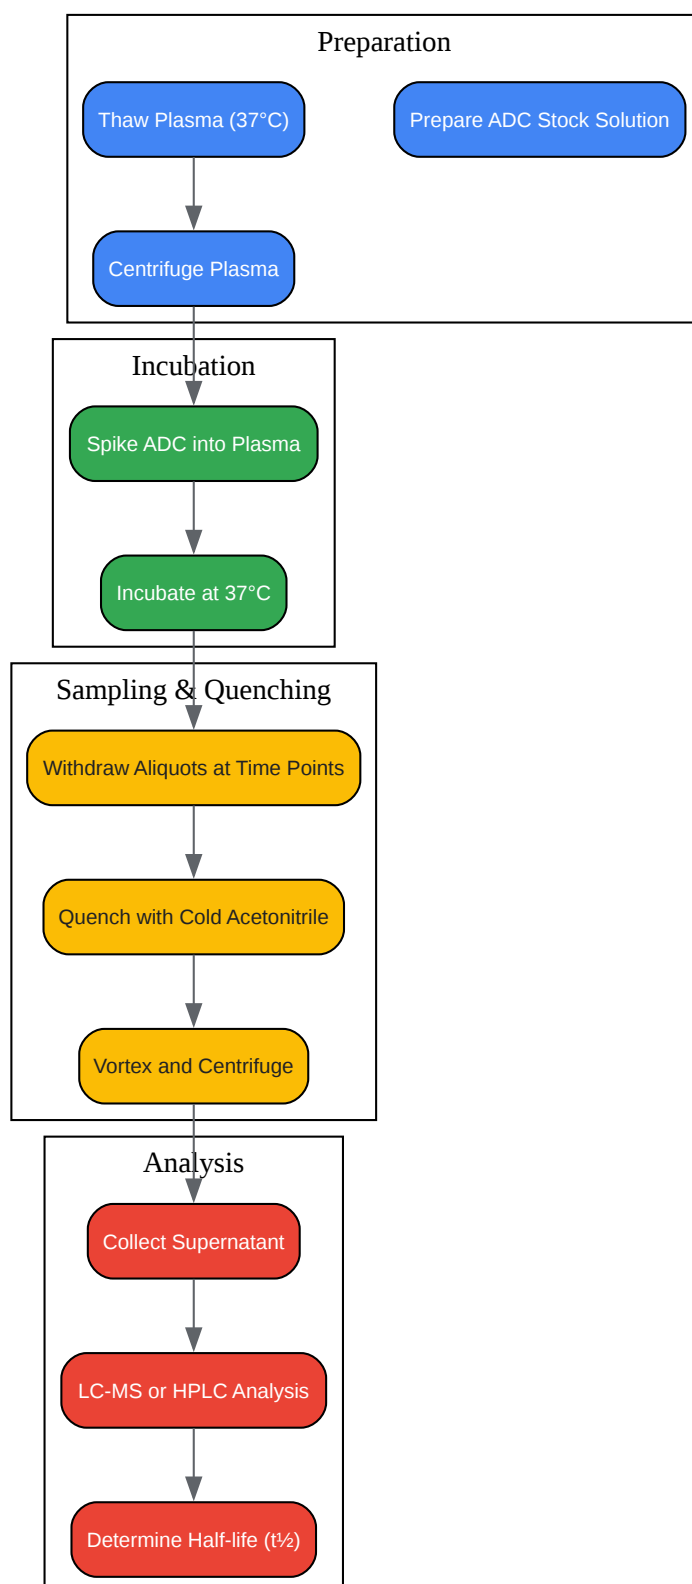 Preparation
Thaw Plasma (37°C)
Prepare ADC Stock Solution
Centrifuge Plasma
Incubation
Spike ADC into Plasma
Incubate at 37°C
Sampling & Quenching
Withdraw Aliquots at Time Points
Quench with Cold Acetonitrile
Vortex and Centrifuge
Analysis
Collect Supernatant
LC-MS or HPLC Analysis
Determine Half-life (t½)